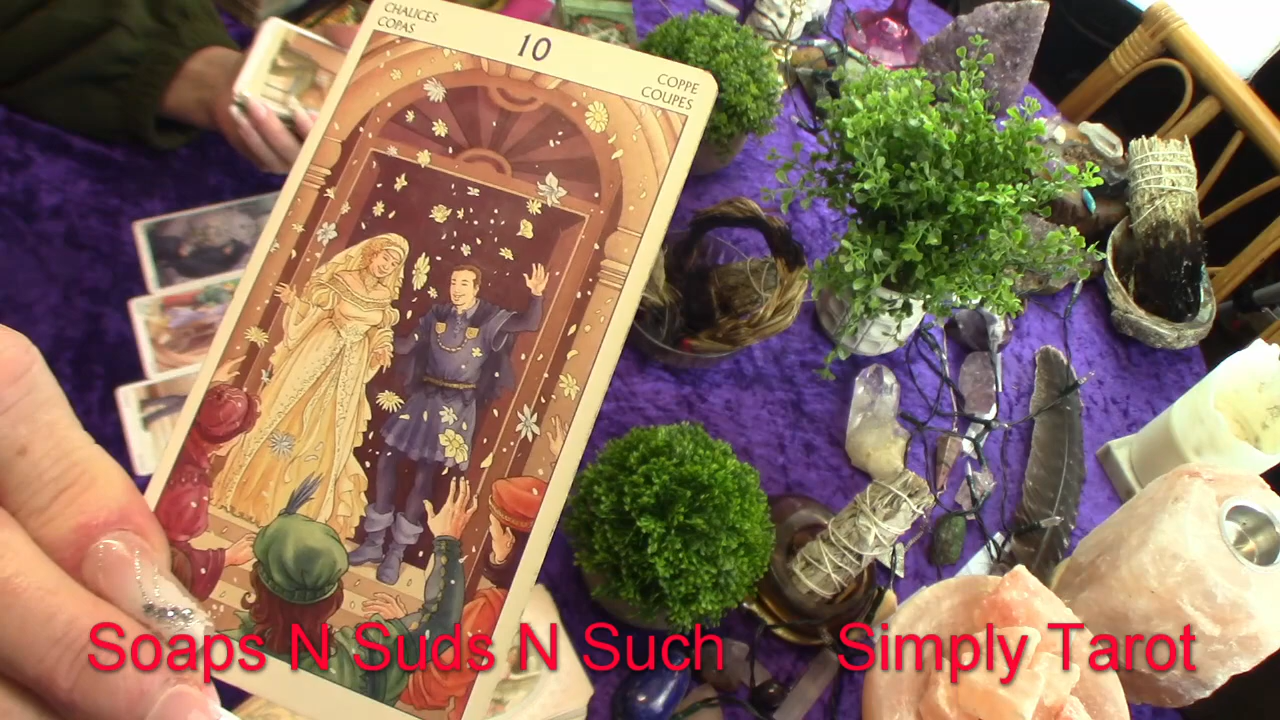 CHALICES
COPAS
10
COPPE
COUPES
Soaps N Suds N Such Simply Tarot